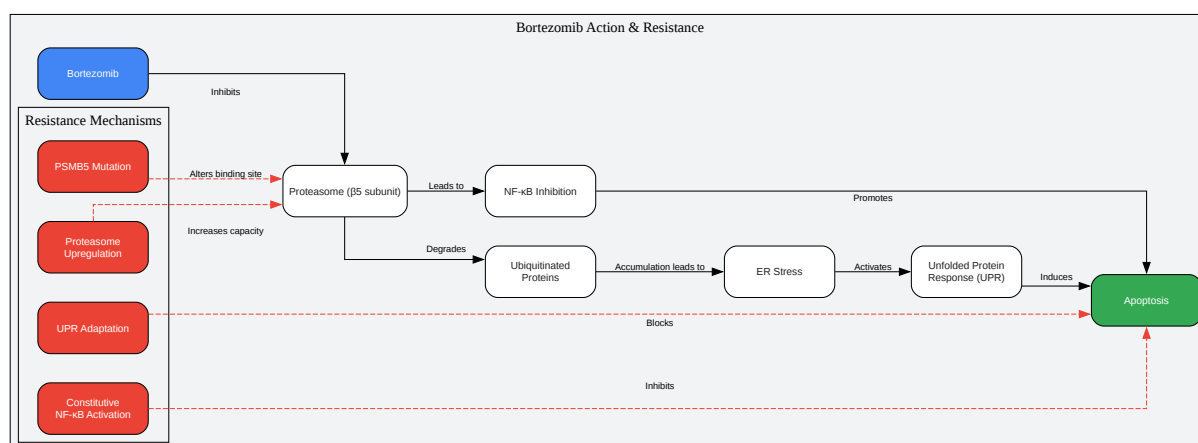 Bortezomib Action & Resistance
Bortezomib
Inhibits
Resistance Mechanisms
PSMB5 Mutation
Alters binding site
Proteasome (β5 subunit)
Leads to
NF-κB Inhibition
Promotes
Proteasome
Upregulation
Increases capacity
Degrades
Ubiquitinated
Proteins
Accumulation leads to
ER Stress
Activates
Unfolded Protein
Response (UPR)
Induces
Apoptosis
UPR Adaptation
Blocks
Constitutive
NF-κB Activation
Inhibits